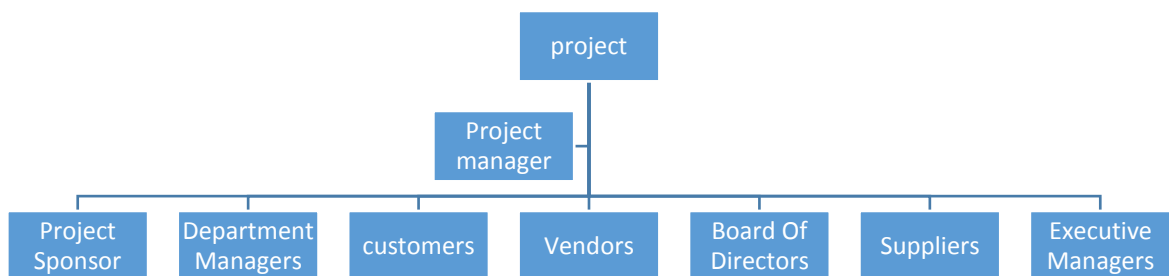 project
Project
manager
Project
Sponsor
Department
Managers
customers
Vendors
Board Of
Directors
Suppliers
Executive
Managers